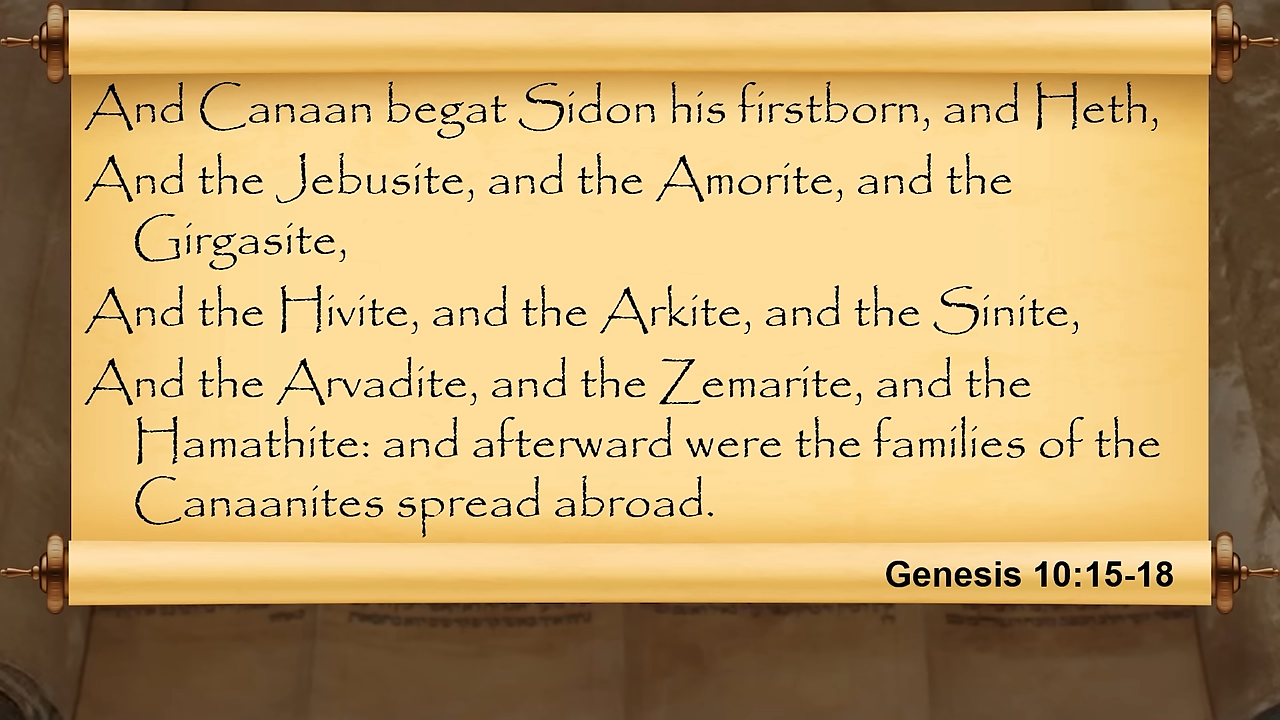 And Canaan begat Sidon his firstborn, and Heth,
And the Jebusite, and the Amorite, and the
Girgasite,
And the Hivite, and the Arkite, and the Sinite,
And the Arvadite, and the Zemarite, and the
Hamathite: and afterward were the families of the
Canaanites spread abroad.
Genesis 10:15-18